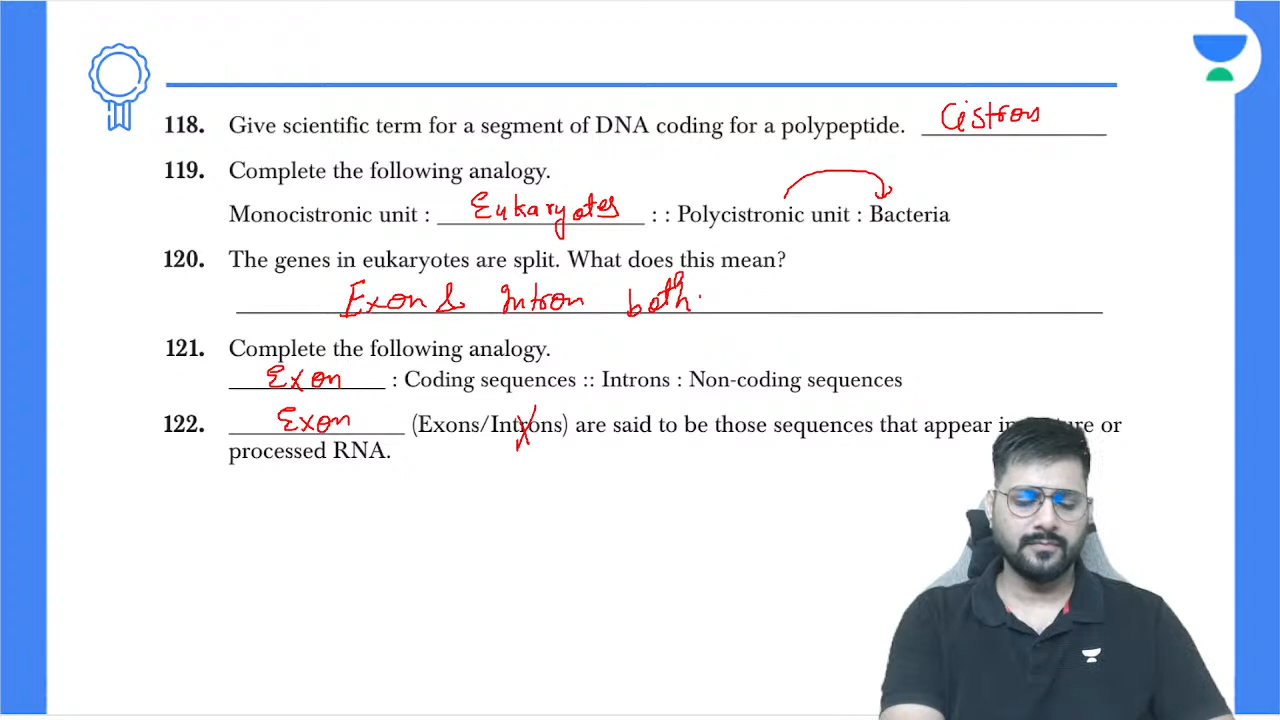 118. Give scientific term for a segment of DNA coding for a polypeptide. Cistron
119. Complete the following analogy.
Monocistronic unit : Eukaryotes : : Polycistronic unit : Bacteria
120. The genes in eukaryotes are split. What does this mean?
Exon & Intron both.
121. Complete the following analogy.
Exon : Coding sequences :: Introns : Non-coding sequences
122. Exon (Exons/Introns) are said to be those sequences that appear in or
processed RNA.